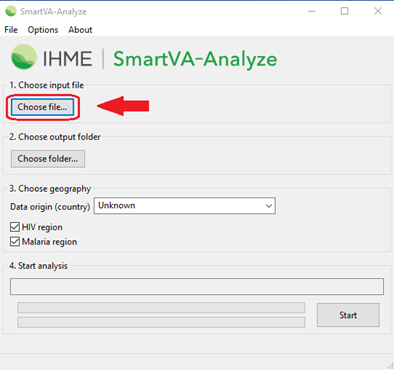 SmartVA-Analyze
File Options About
IHME | SmartVA-Analyze
1. Choose input file
Choose file...
2. Choose output folder
Choose folder...
3. Choose geography
Data origin (country) Unknown
HIV region
Malaria region
4. Start analysis
Start